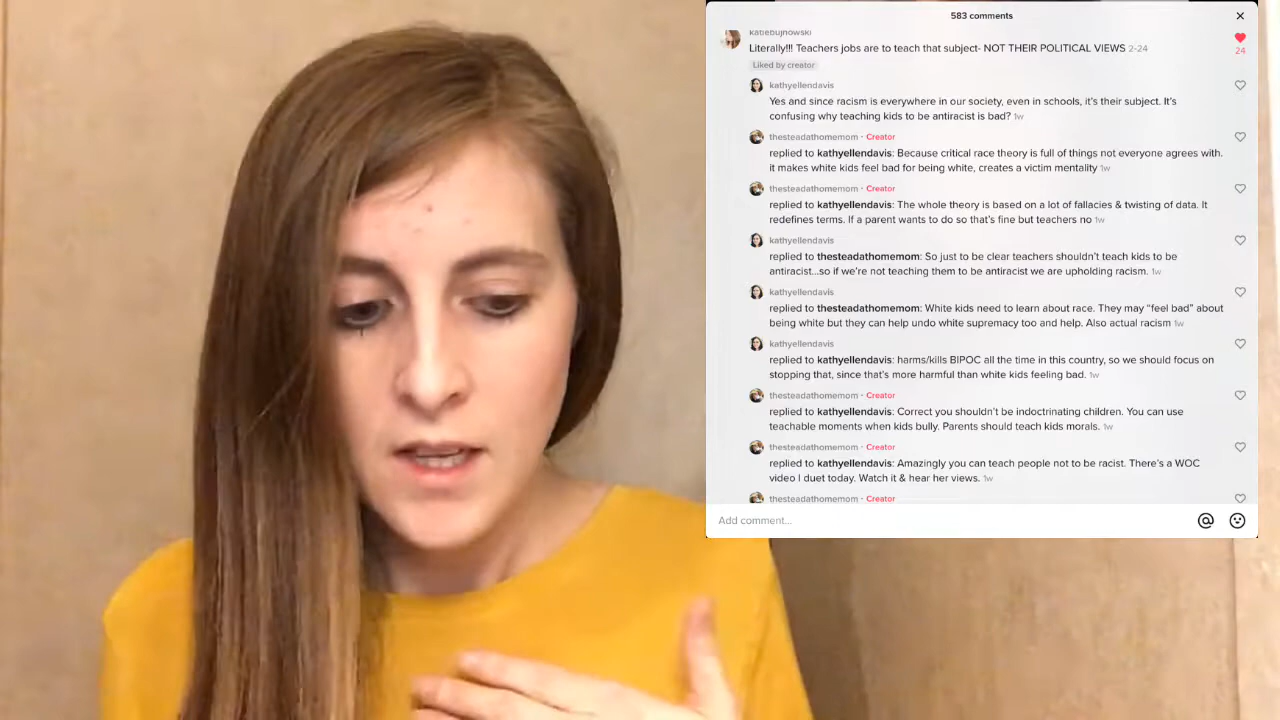 583 comments
katiebujnowski
Literally!!! Teachers jobs are to teach that subject- NOT THEIR POLITICAL VIEWS 2-24
24
Liked by creator
kathyellendavis
Yes and since racism is everywhere in our society, even in schools, it's their subject. It's
confusing why teaching kids to be antiracist is bad? 1w
thesteadathomemom · Creator
replied to kathyellendavis: Because critical race theory is full of things not everyone agrees with.
it makes white kids feel bad for being white, creates a victim mentality 1w
thesteadathomemom · Creator
replied to kathyellendavis: The whole theory is based on a lot of fallacies & twisting of data. It
redefines terms. If a parent wants to do so that's fine but teachers no 1w
kathyellendavis
replied to thesteadathomemom: So just to be clear teachers shouldn't teach kids to be
antiracist...so if we're not teaching them to be antiracist we are upholding racism. 1w
kathyellendavis
replied to thesteadathomemom: White kids need to learn about race. They may "feel bad" about
being white but they can help undo white supremacy too and help. Also actual racism 1w
kathyellendavis
replied to kathyellendavis: harms/kills BIPOC all the time in this country, so we should focus on
stopping that, since that's more harmful than white kids feeling bad. 1w
thesteadathomemom · Creator
replied to kathyellendavis: Correct you shouldn't be indoctrinating children. You can use
teachable moments when kids bully. Parents should teach kids morals. 1w
thesteadathomemom · Creator
replied to kathyellendavis: Amazingly you can teach people not to be racist. There's a WOC
video I duet today. Watch it & hear her views. 1w
thesteadathomemom · Creator
Add comment...